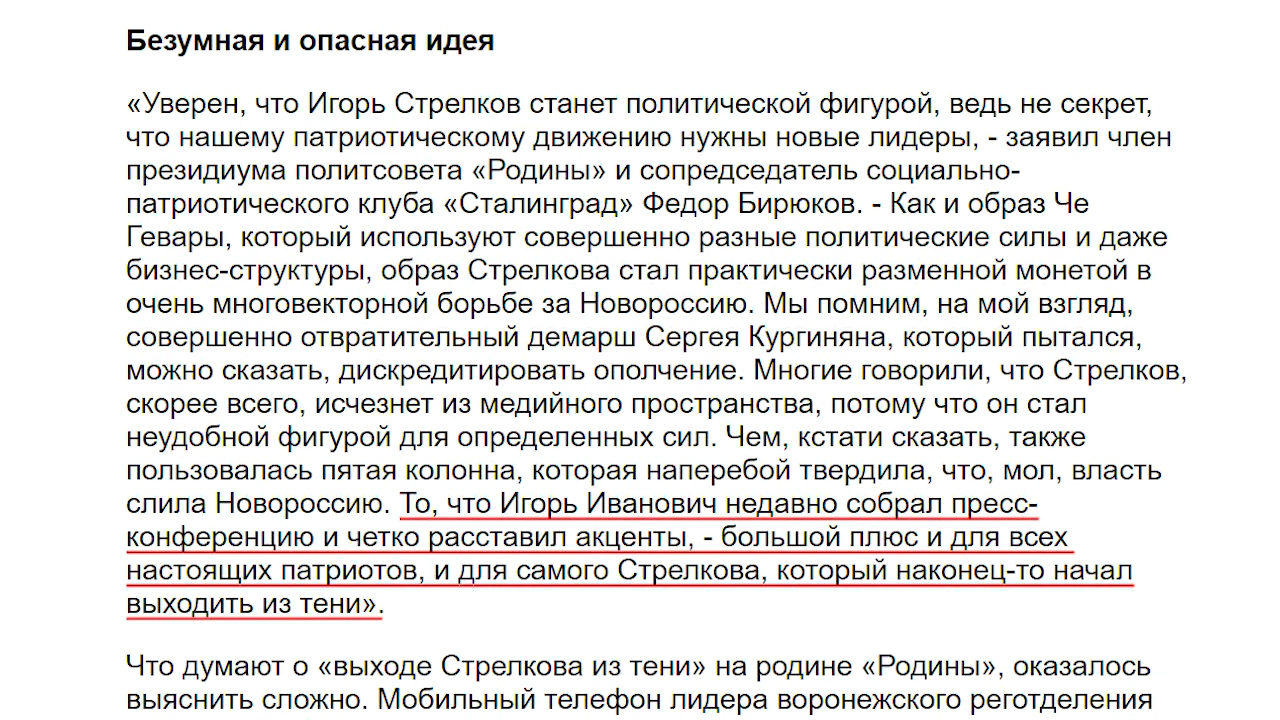 Безумная и опасная идея
«Уверен, что Игорь Стрелков станет политической фигурой, ведь не секрет,
что нашему патриотическому движению нужны новые лидеры, - заявил член
президиума политсовета «Родины» и сопредседатель социально-
патриотического клуба «Сталинград» Федор Бирюков. - Как и образ Че
Гевары, который используют совершенно разные политические силы и даже
бизнес-структуры, образ Стрелкова стал практически разменной монетой в
очень многовекторной борьбе за Новороссию. Мы помним, на мой взгляд,
совершенно отвратительный демарш Сергея Кургиняна, который пытался,
можно сказать, дискредитировать ополчение. Многие говорили, что Стрелков,
скорее всего, исчезнет из медийного пространства, потому что он стал
неудобной фигурой для определенных сил. Чем, кстати сказать, также
пользовалась пятая колонна, которая наперебой твердила, что, мол, власть
слила Новороссию. То, что Игорь Иванович недавно собрал пресс-
конференцию и четко расставил акценты, - большой плюс и для всех
настоящих патриотов, и для самого Стрелкова, который наконец-то начал
выходить из тени».
Что думают о «выходе Стрелкова из тени» на родине «Родины», оказалось
выяснить сложно. Мобильный телефон лидера воронежского реготделения